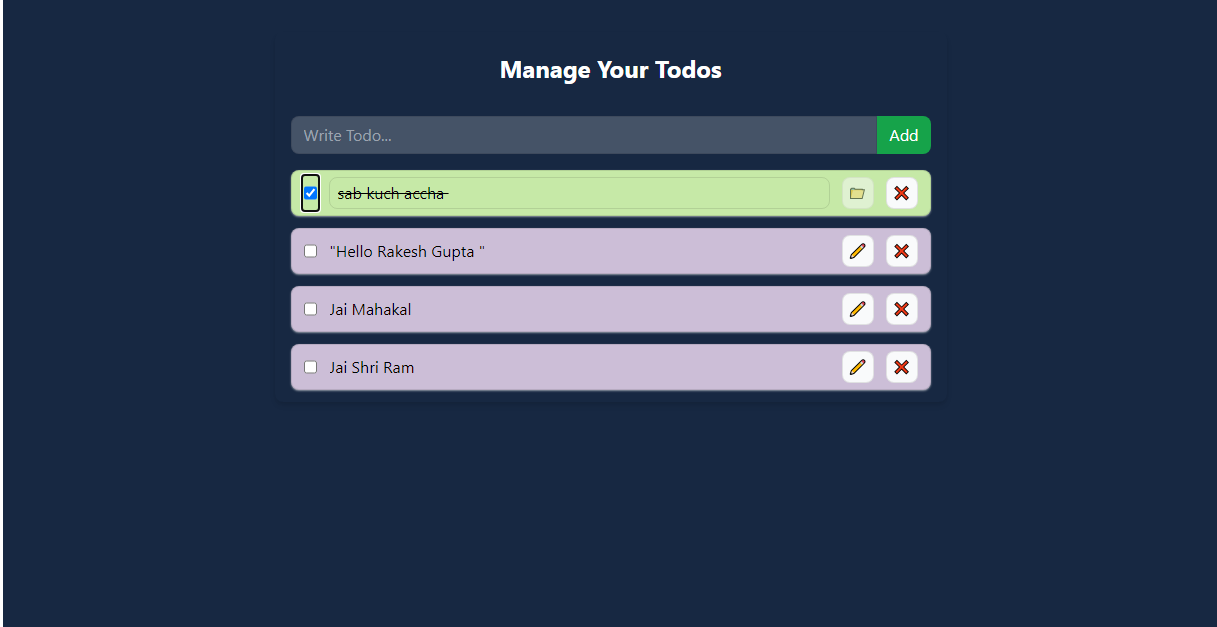 Manage Your Todos
Write Todo...
Add
sab kuch accha
"Hello Rakesh Gupta "
Jai Mahakal
Jai Shri Ram